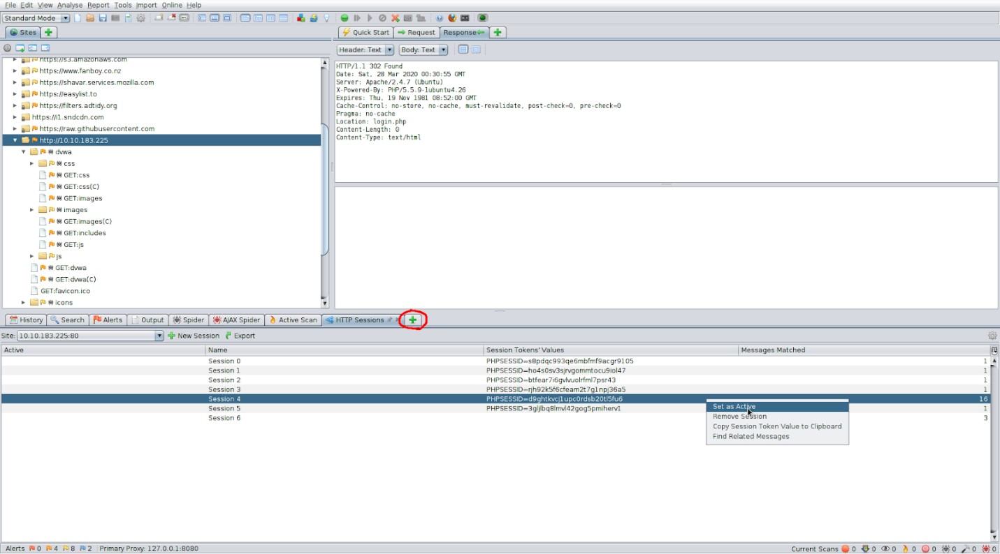 File Edit View Analyse Report Tools Import Online Help
Standard Mode
Sites
Quick Start Request Response
Header: Text Body: Text
https://s3.amazonaws.com
https://www.fanboy.co.nz
https://shavar.services.mozilla.com
https://easylist.to
https://filters.adtidy.org
https://i1.sndcdn.com
https://raw.githubusercontent.com
http://10.10.183.225
dvwa
css
GET:css
GET:css(C)
GET:images
images
GET:images(C)
GET:includes
GET:js
js
GET:dvwa
GET:dvwa(C)
GET:favicon.ico
icons
HTTP/1.1 302 Found
Date: Sat, 28 Mar 2020 00:30:55 GMT
Server: Apache/2.4.7 (Ubuntu)
X-Powered-By: PHP/5.5.9-1ubuntu4.26
Expires: Thu, 19 Nov 1981 08:52:00 GMT
Cache-Control: no-store, no-cache, must-revalidate, post-check=0, pre-check=0
Pragma: no-cache
Location: login.php
Content-Length: 0
Content-Type: text/html
History Search Alerts Output Spider AJAX Spider Active Scan HTTP Sessions
Site: 10.10.183.225:80 New Session Export
Active Name Session Tokens' Values Messages Matched
Session 0 PHPSESSID=s8pdqc993qe6mbfmf9acgr9105 1
Session 1 PHPSESSID=ho4s0sv3sjrvgommtocu9iol47 1
Session 2 PHPSESSID=btfear7i6gvlvuolrfml7psr43 1
Session 3 PHPSESSID=rjh92k5f6cfeam2t7g1npj36a5 1
Session 4 PHPSESSID=d9ghtkvcj1upc0rdsb20tl5fu6 16
Session 5 PHPSESSID=3gljlbq8lmvl42gog5pmiherv1 1
Session 6 3
Set as Active
Remove Session
Copy Session Token Value to Clipboard
Find Related Messages
Alerts 0 4 8 2 Primary Proxy: 127.0.0.1:8080 Current Scans 0 0 0 0 0 0 0 0